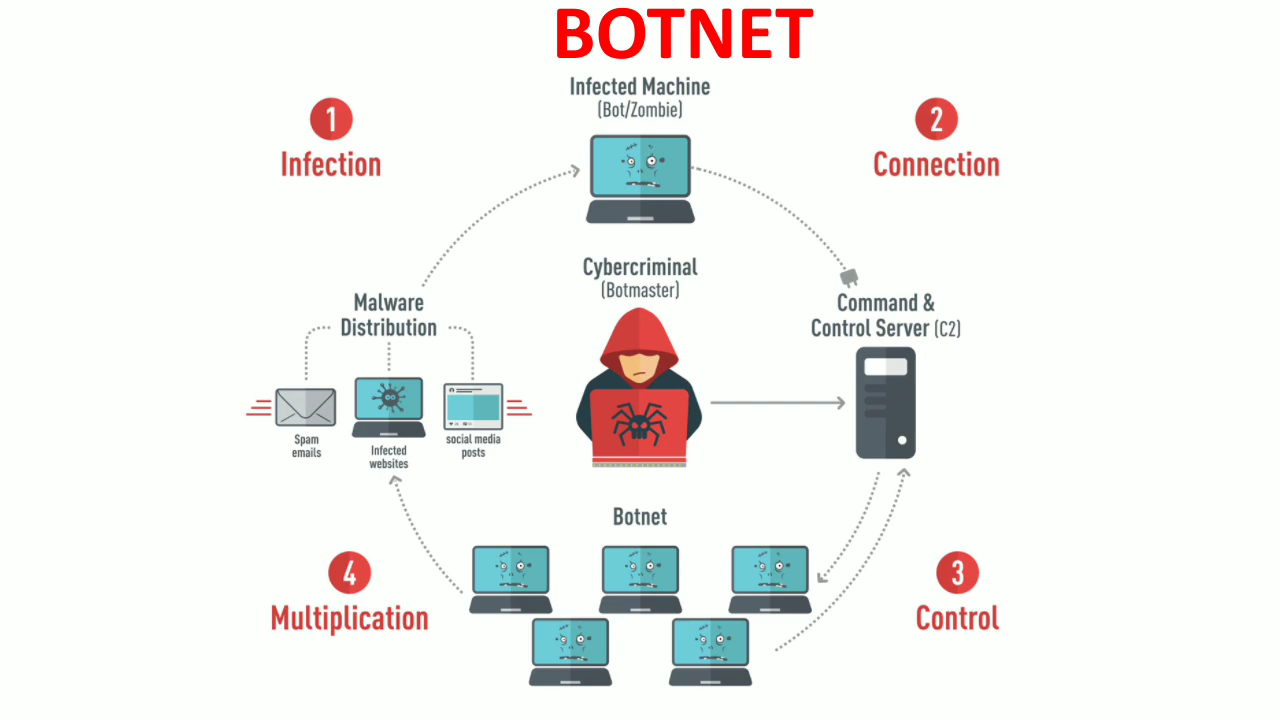 BOTNET
Infected Machine
(Bot/Zombie)
1
Infection
2
Connection
Cybercriminal
(Botmaster)
Malware
Distribution
Command &
Control Server (C2)
Spam
emails
Infected
websites
social media
posts
Botnet
4
Multiplication
3
Control